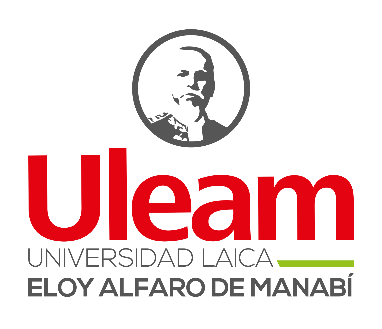 Uleam
UNIVERSIDAD LAICA
ELOY ALFARO DE MANABÍ